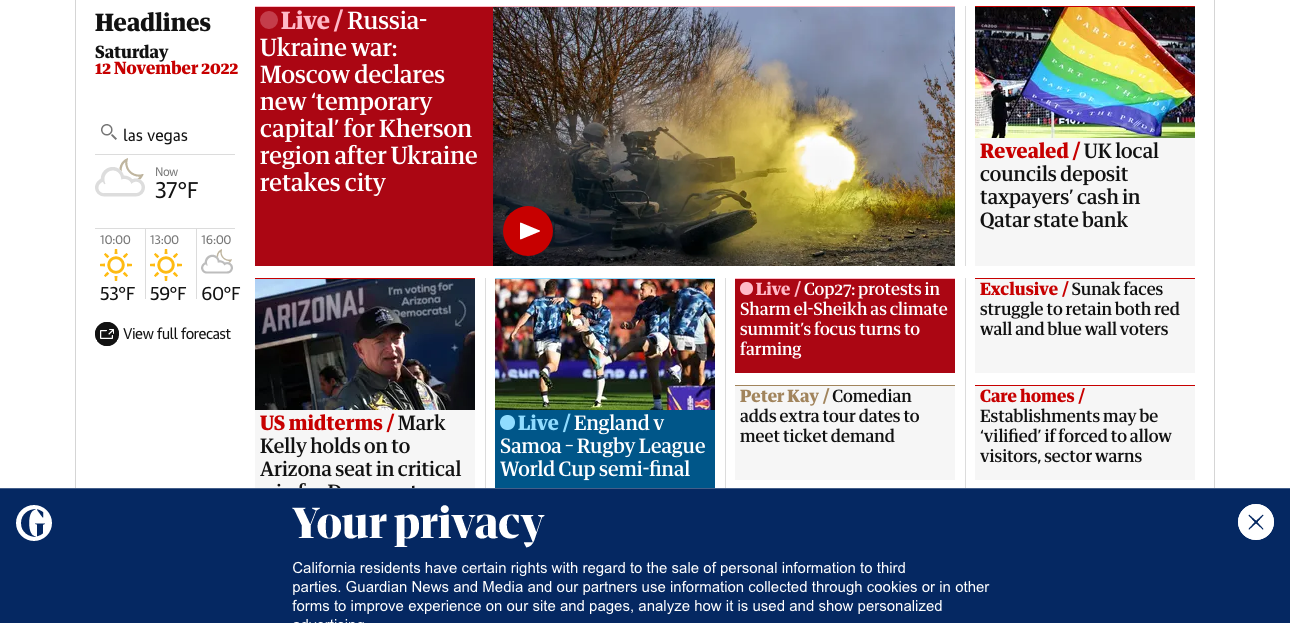 Headlines
Saturday
12 November 2022
las vegas
Now
37°F
10:00
53°F
13:00
59°F
16:00
60°F
View full forecast
Live / Russia-
Ukraine war:
Moscow declares
new ‘temporary
capital’ for Kherson
region after Ukraine
retakes city
PART OF
PART OF THE
PART OF THE PRIDE
Revealed / UK local
councils deposit
taxpayers’ cash in
Qatar state bank
ARIZONA!
I'm voting for
Arizona
Democrats!
US midterms / Mark
Kelly holds on to
Arizona seat in critical
Live / England v
Samoa – Rugby League
World Cup semi-final
Live / Cop27: protests in
Sharm el-Sheikh as climate
summit’s focus turns to
farming
Peter Kay / Comedian
adds extra tour dates to
meet ticket demand
Exclusive / Sunak faces
struggle to retain both red
wall and blue wall voters
Care homes /
Establishments may be
‘vilified’ if forced to allow
visitors, sector warns
Your privacy
California residents have certain rights with regard to the sale of personal information to third
parties. Guardian News and Media and our partners use information collected through cookies or in other
forms to improve experience on our site and pages, analyze how it is used and show personalized